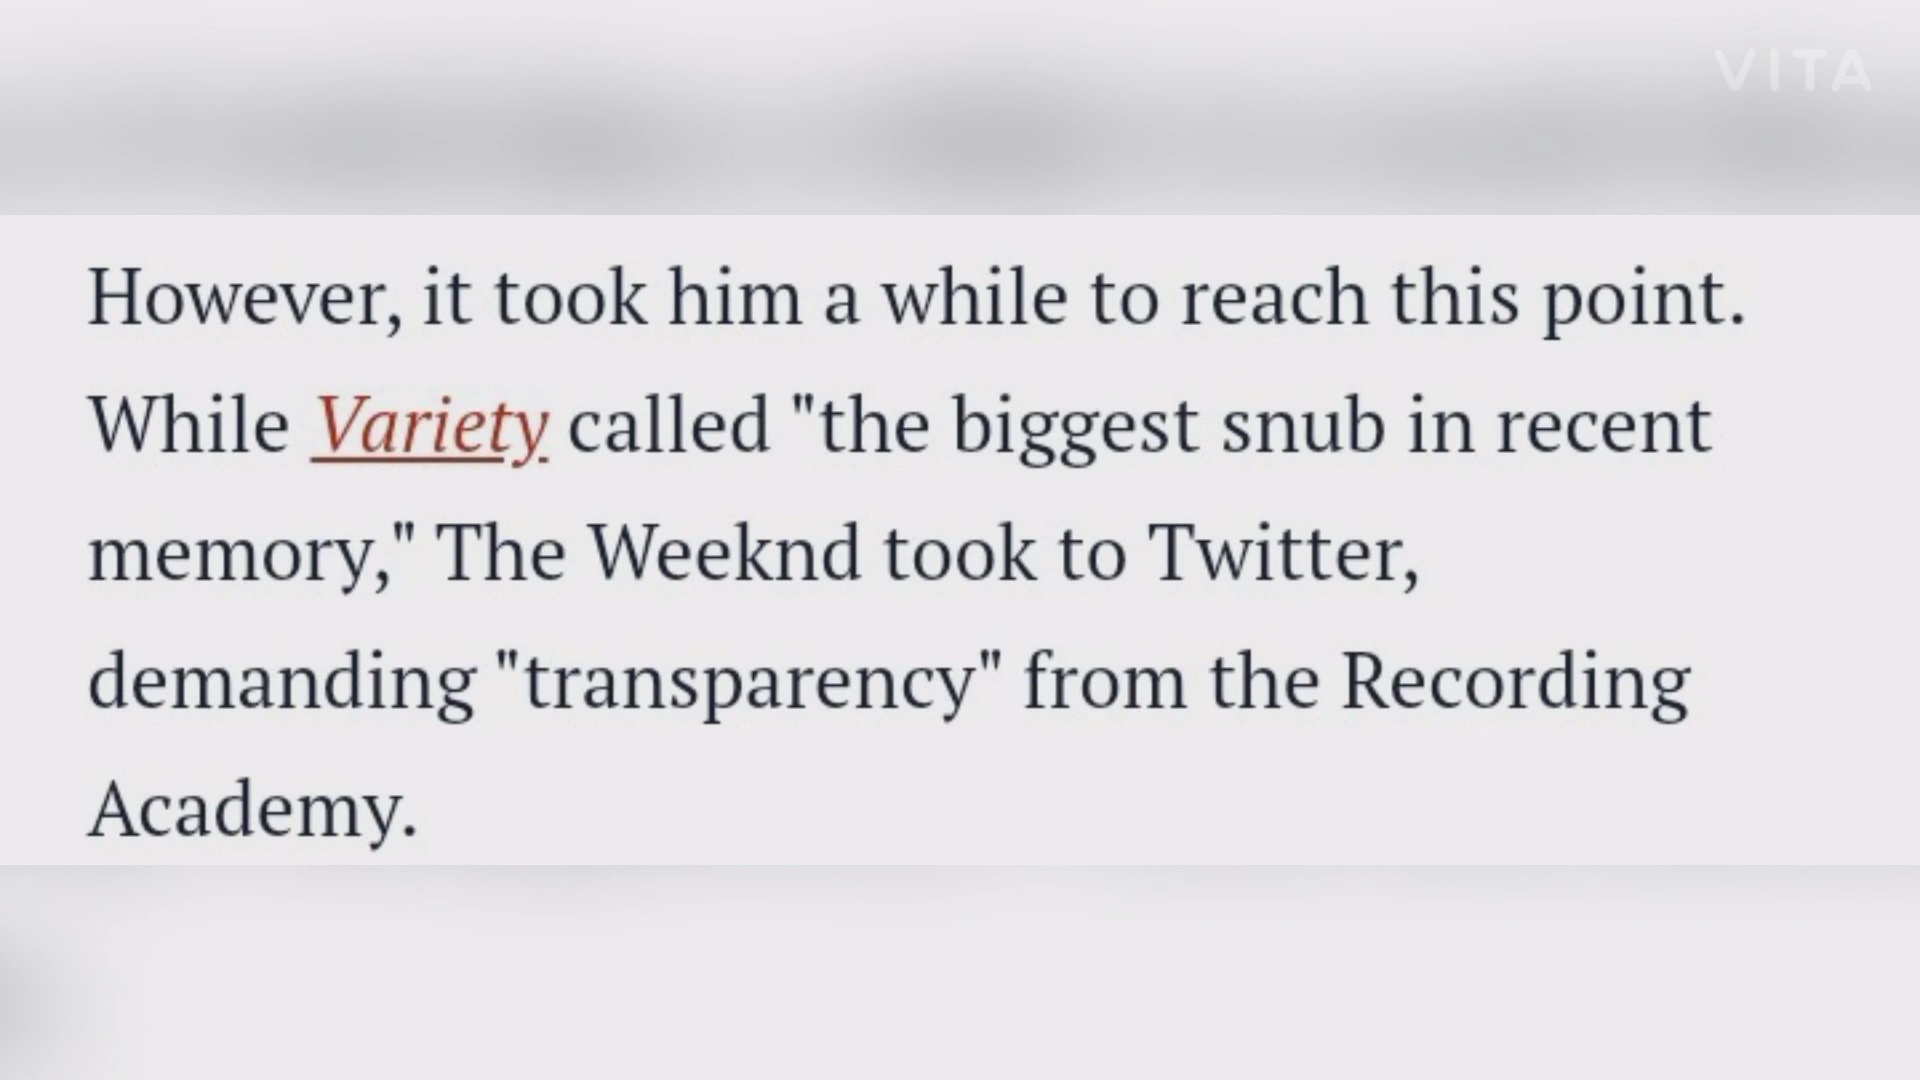 VITA
However, it took him a while to reach this point.
While Variety called "the biggest snub in recent
memory," The Weeknd took to Twitter,
demanding "transparency" from the Recording
Academy.